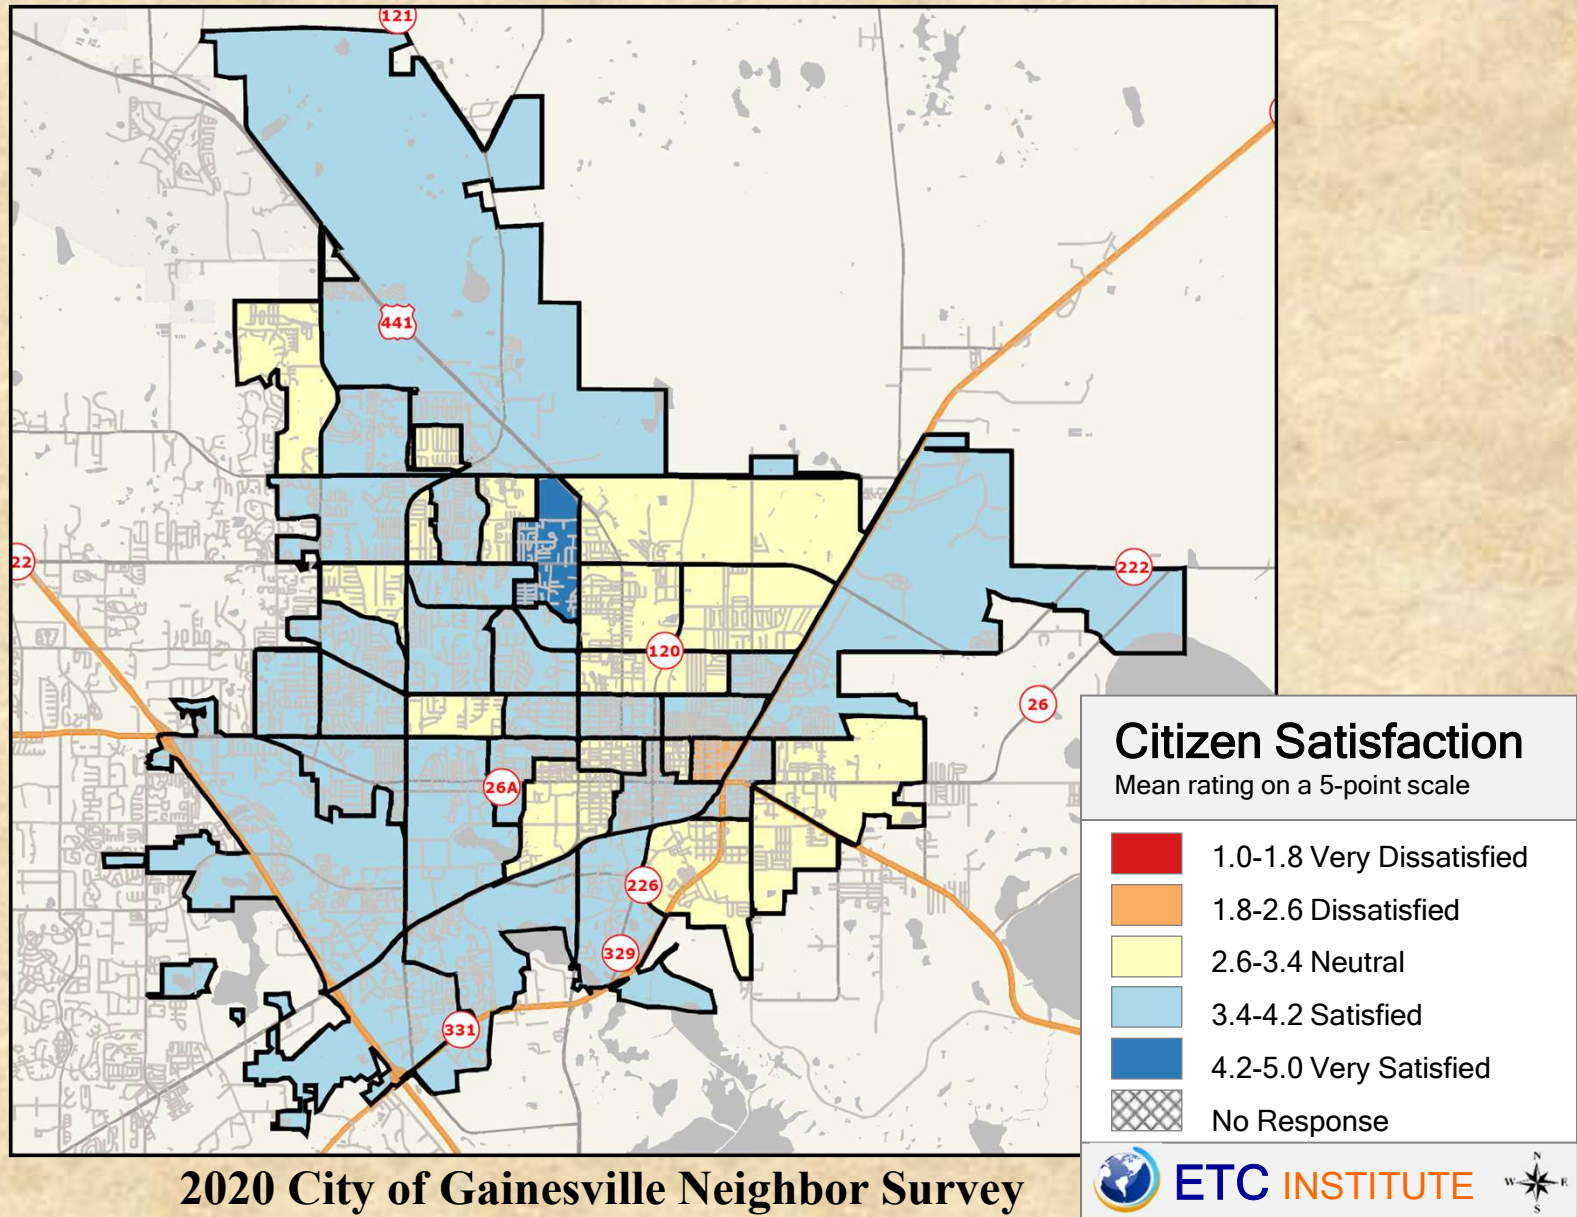 121
441
22
222
120
26
26A
226
329
331
Citizen Satisfaction
Mean rating on a 5-point scale
1.0-1.8 Very Dissatisfied
1.8-2.6 Dissatisfied
2.6-3.4 Neutral
3.4-4.2 Satisfied
4.2-5.0 Very Satisfied
No Response
ETC INSTITUTE
N
W E
S
2020 City of Gainesville Neighbor Survey